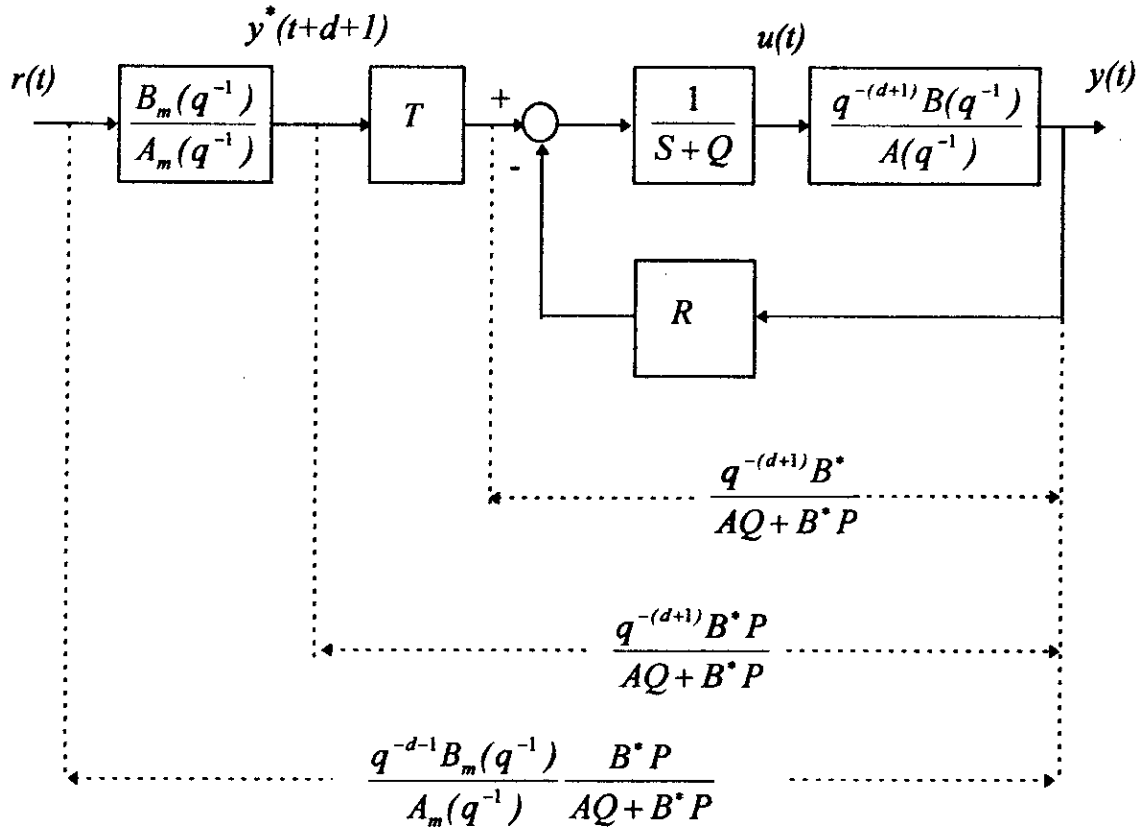 y*(t+d+1)
u(t)
r(t)
y(t)
B_m(q^{-1})
A_m(q^{-1})
T
+
-
1
S+Q
q^{-(d+1)} B(q^{-1})
A(q^{-1})
R
q^{-(d+1)} B*
AQ + B* P
q^{-(d+1)} B* P
AQ + B* P
q^{-d-1} B_m(q^{-1}) B* P
A_m(q^{-1}) AQ + B* P